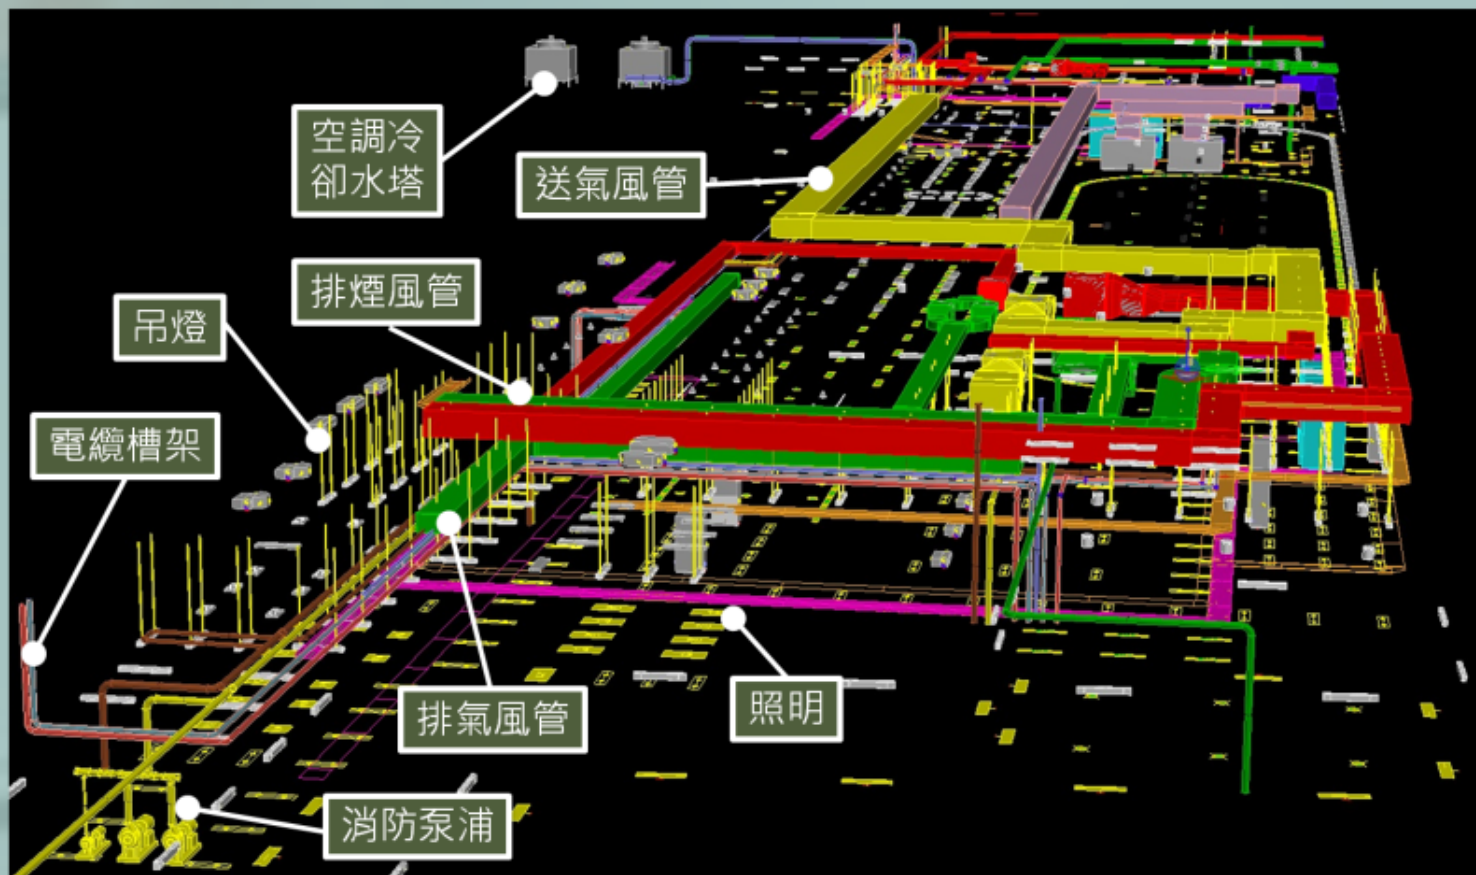 空調冷
卻水塔
送氣風管
排煙風管
吊燈
電纜槽架
排氣風管
照明
消防泵浦